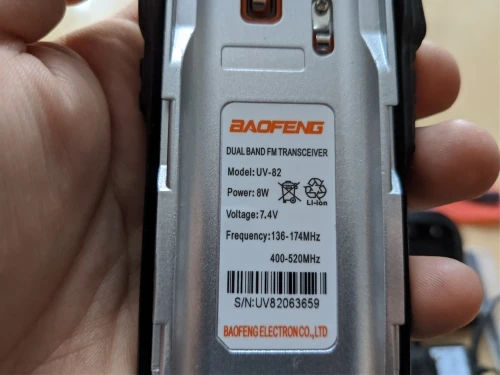 BAOFENG
DUAL BAND FM TRANSCEIVER
Model: UV-82
Power: 8W
Li-ion
Voltage: 7.4V
Frequency: 136-174MHz
400-520MHz
S/N:UV82063659
BAOFENG ELECTRON CO.,LTD